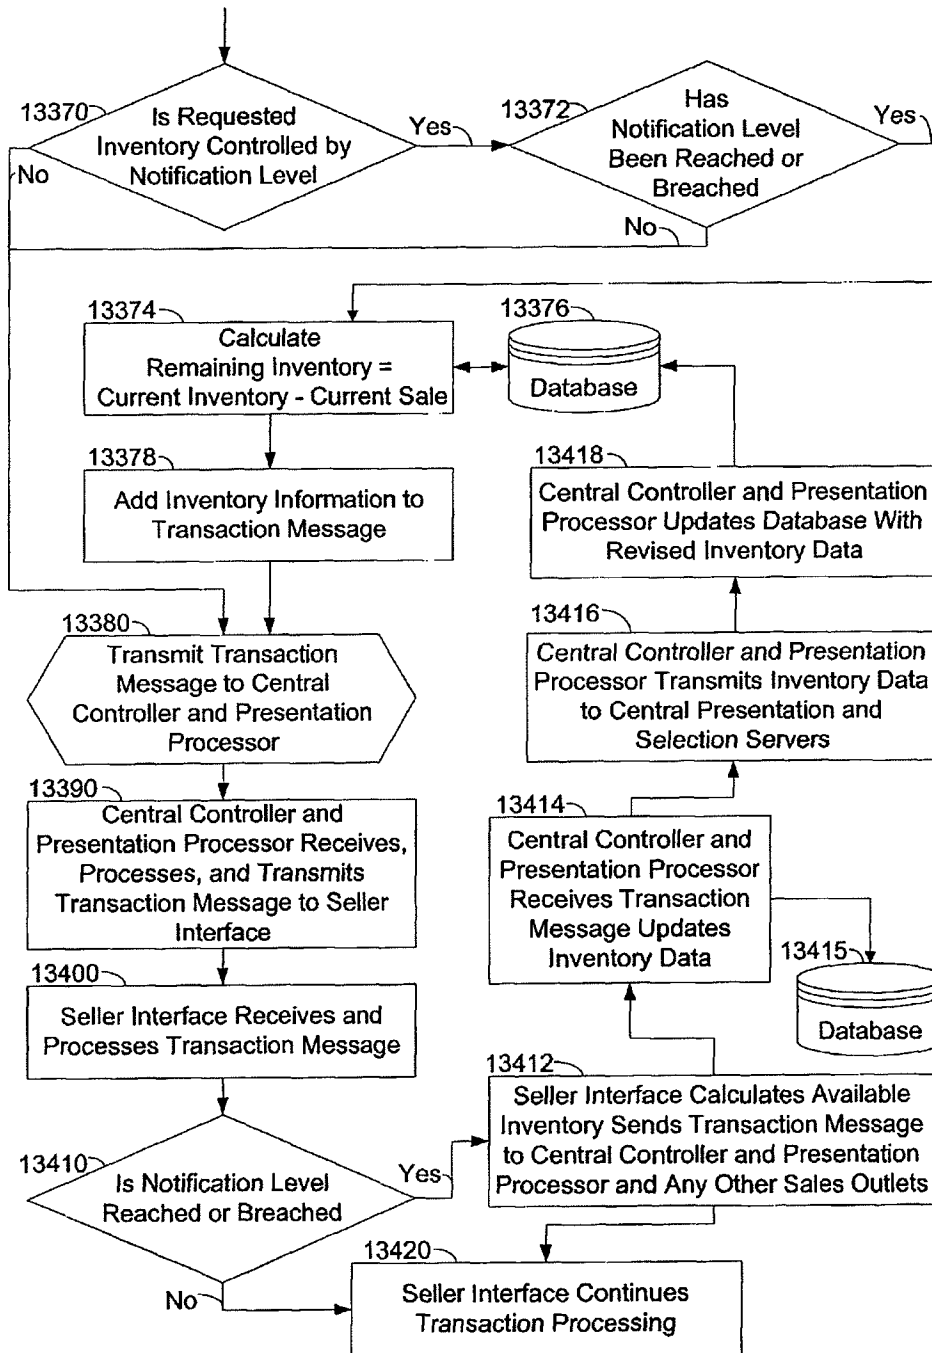 13370
Is Requested
Inventory Controlled by
Notification Level
Yes
No
13372
Has
Notification Level
Been Reached or
Breached
Yes
No
13374
Calculate
Remaining Inventory =
Current Inventory - Current Sale
13376
Database
13378
Add Inventory Information to
Transaction Message
13418
Central Controller and Presentation
Processor Updates Database With
Revised Inventory Data
13380
Transmit Transaction
Message to Central
Controller and Presentation
Processor
13416
Central Controller and Presentation
Processor Transmits Inventory Data
to Central Presentation and
Selection Servers
13390
Central Controller and
Presentation Processor Receives,
Processes, and Transmits
Transaction Message to Seller
Interface
13414
Central Controller and
Presentation Processor
Receives Transaction
Message Updates
Inventory Data
13415
Database
13400
Seller Interface Receives and
Processes Transaction Message
13412
Seller Interface Calculates Available
Inventory Sends Transaction Message
to Central Controller and Presentation
Processor and Any Other Sales Outlets
13410
Is Notification Level
Reached or Breached
Yes
No
13420
Seller Interface Continues
Transaction Processing